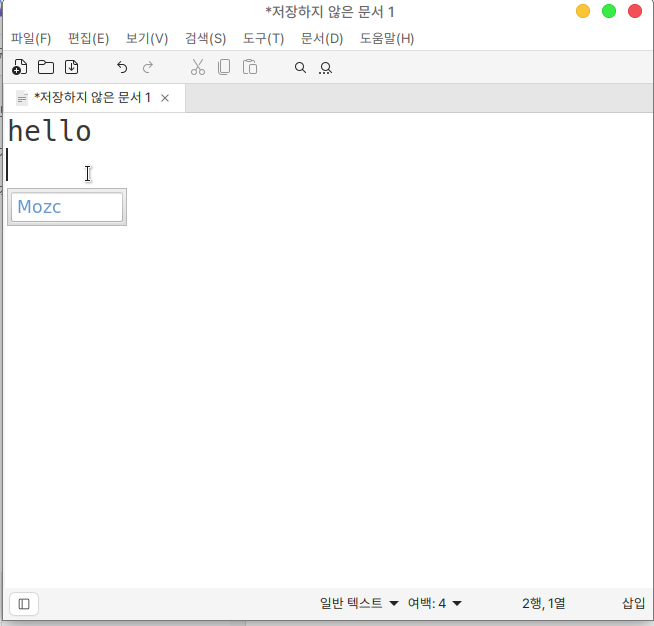 *저장하지 않은 문서 1
파일(F) 편집(E) 보기(V) 검색(S) 도구(T) 문서(D) 도움말(H)
*저장하지 않은 문서 1
hello
Mozc
일반 텍스트 여백: 4 2행, 1열 삽입